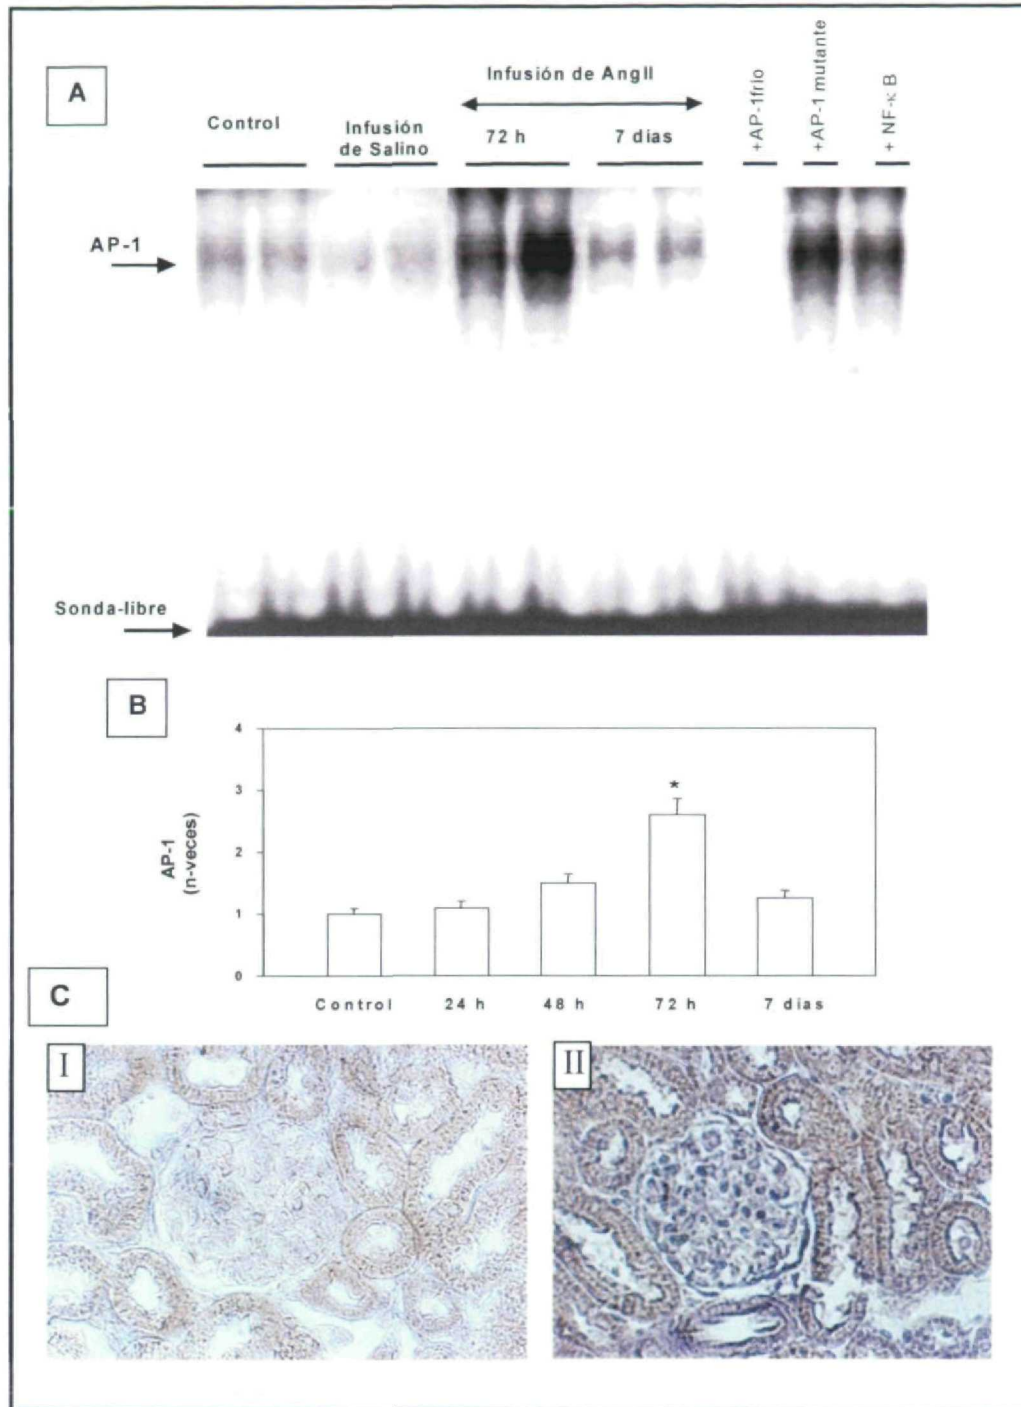 A
Infusión de AngII
Control
Infusión
de Salino
72 h
7 dias
+AP-1frio
+AP-1 mutante
+ NF-κ B
AP-1
Sonda-libre
B
AP-1
(n-veces)
4
3
2
1
0
*
Control
24 h
48 h
72 h
7 dias
C
I
II